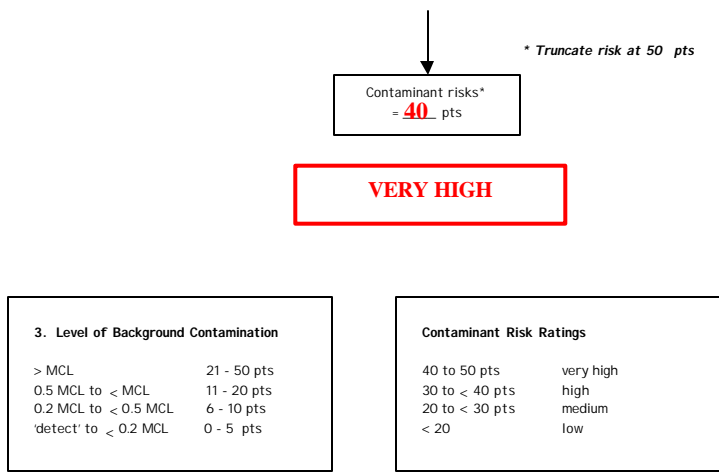 * Truncate risk at 50 pts
Contaminant risks*
= 40 pts
VERY HIGH
3. Level of Background Contamination
> MCL 21 - 50 pts
0.5 MCL to < MCL 11 - 20 pts
0.2 MCL to < 0.5 MCL 6 - 10 pts
'detect' to < 0.2 MCL 0 - 5 pts
Contaminant Risk Ratings
40 to 50 pts very high
30 to < 40 pts high
20 to < 30 pts medium
< 20 low